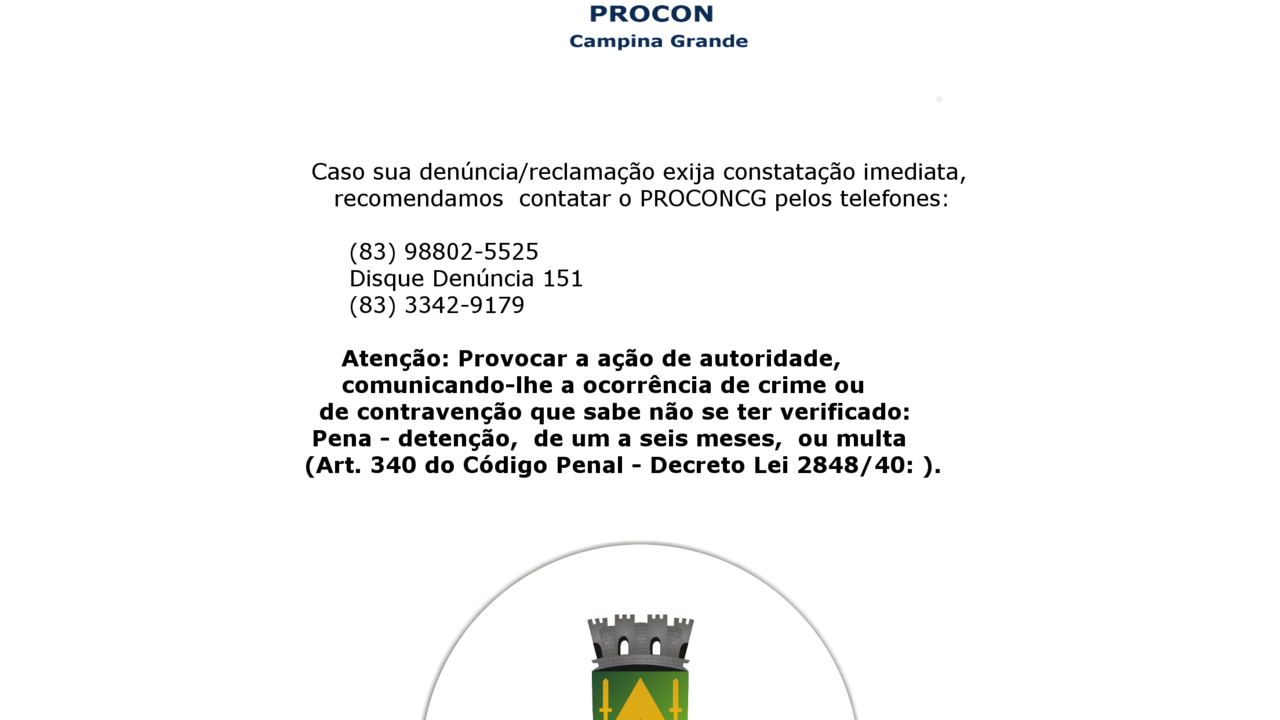 PROCON
Campina Grande
Caso sua denúncia/reclamação exija constatação imediata,
recomendamos  contatar o PROCONCG pelos telefones:
(83) 98802-5525
Disque Denúncia 151
(83) 3342-9179
Atenção: Provocar a ação de autoridade,
comunicando-lhe a ocorrência de crime ou
de contravenção que sabe não se ter verificado:
Pena - detenção,  de um a seis meses,  ou multa
(Art. 340 do Código Penal - Decreto Lei 2848/40: ).